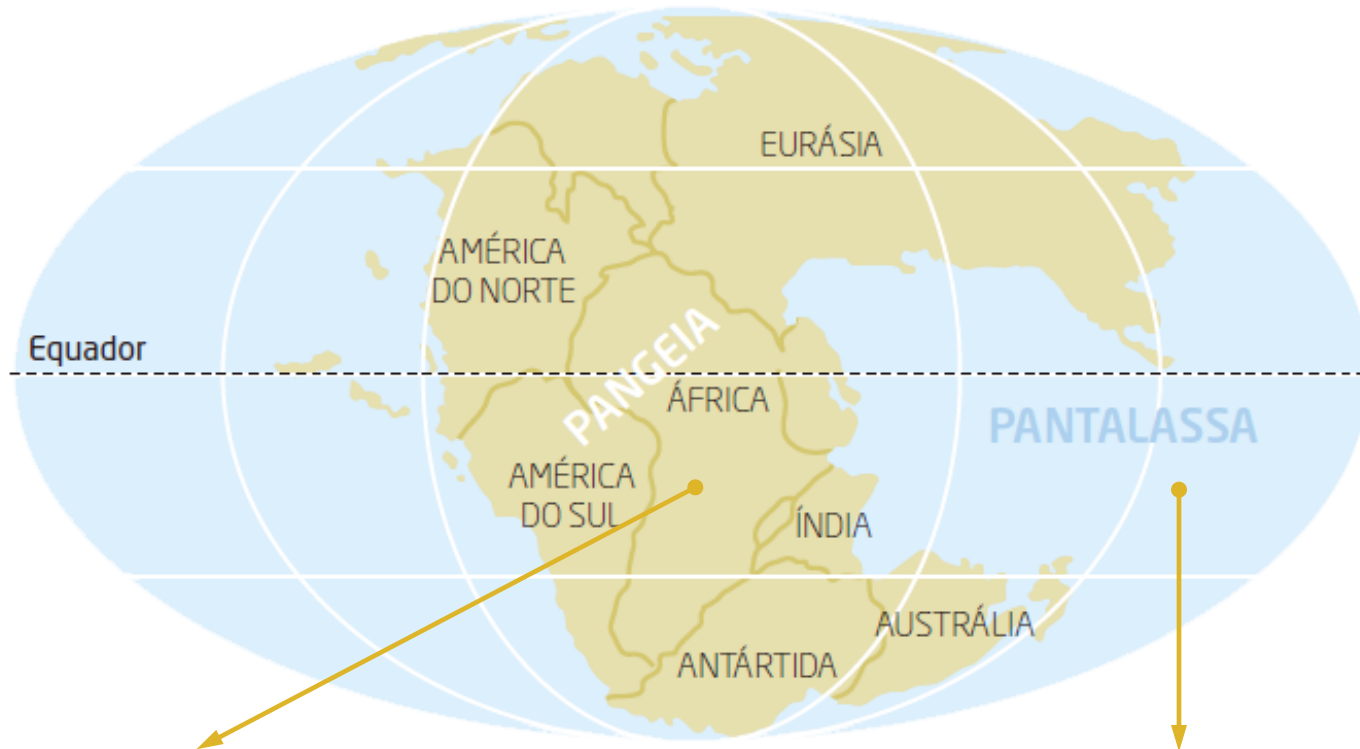 EURÁSIA
AMÉRICA
DO NORTE
PANGEIA
Equador
ÁFRICA
PANTALASSA
AMÉRICA
DO SUL
ÍNDIA
AUSTRÁLIA
ANTÁRTIDA